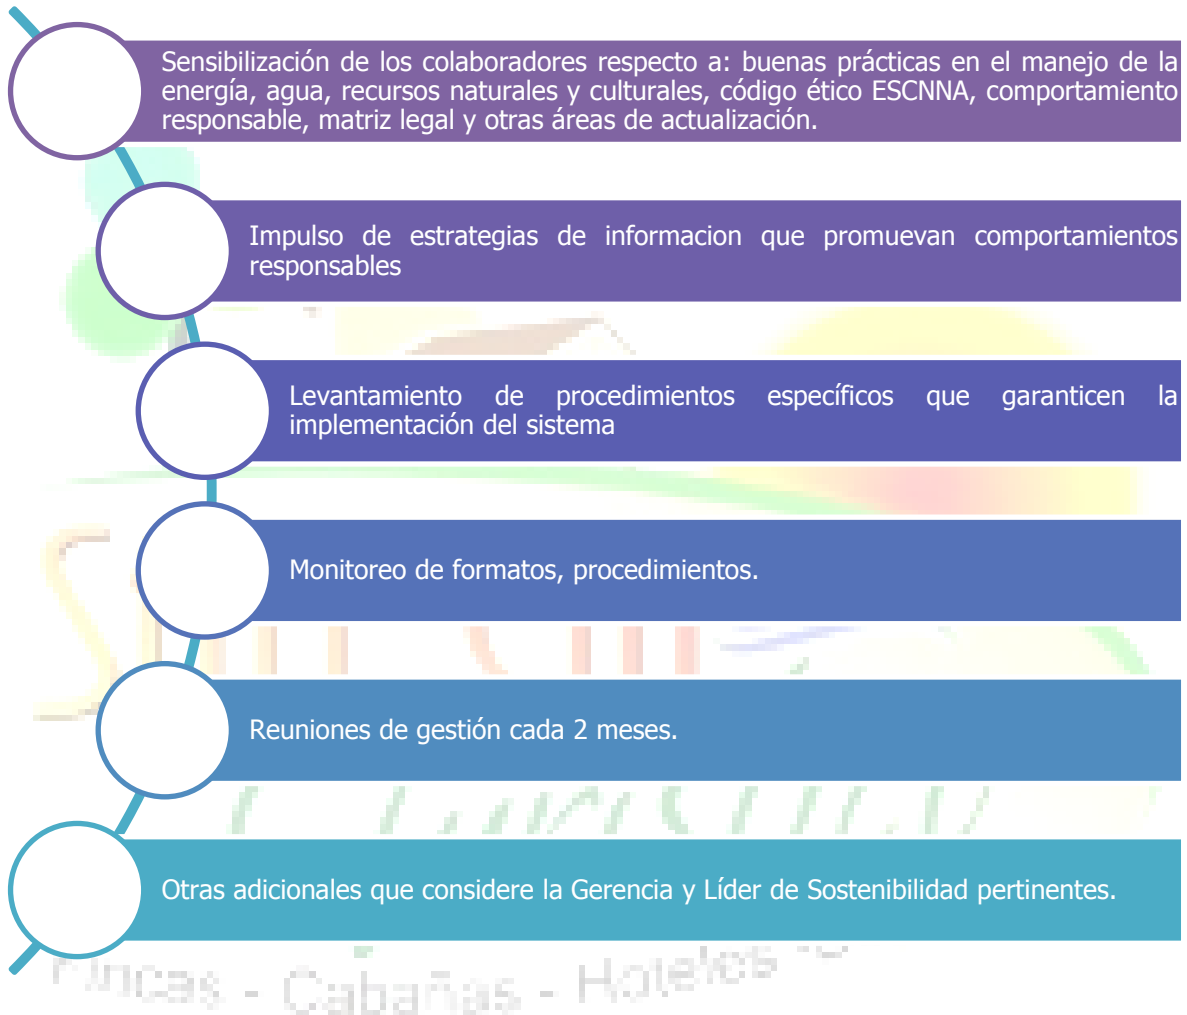 Sensibilización de los colaboradores respecto a: buenas prácticas en el manejo de la
energía, agua, recursos naturales y culturales, código ético ESCNNA, comportamiento
responsable, matriz legal y otras áreas de actualización.
Impulso de estrategias de informacion que promuevan comportamientos
responsables
Levantamiento de procedimientos específicos que garanticen la
implementación del sistema
Monitoreo de formatos, procedimientos.
Reuniones de gestión cada 2 meses.
Otras adicionales que considere la Gerencia y Líder de Sostenibilidad pertinentes.
Fincas - Cabañas - Hoteles